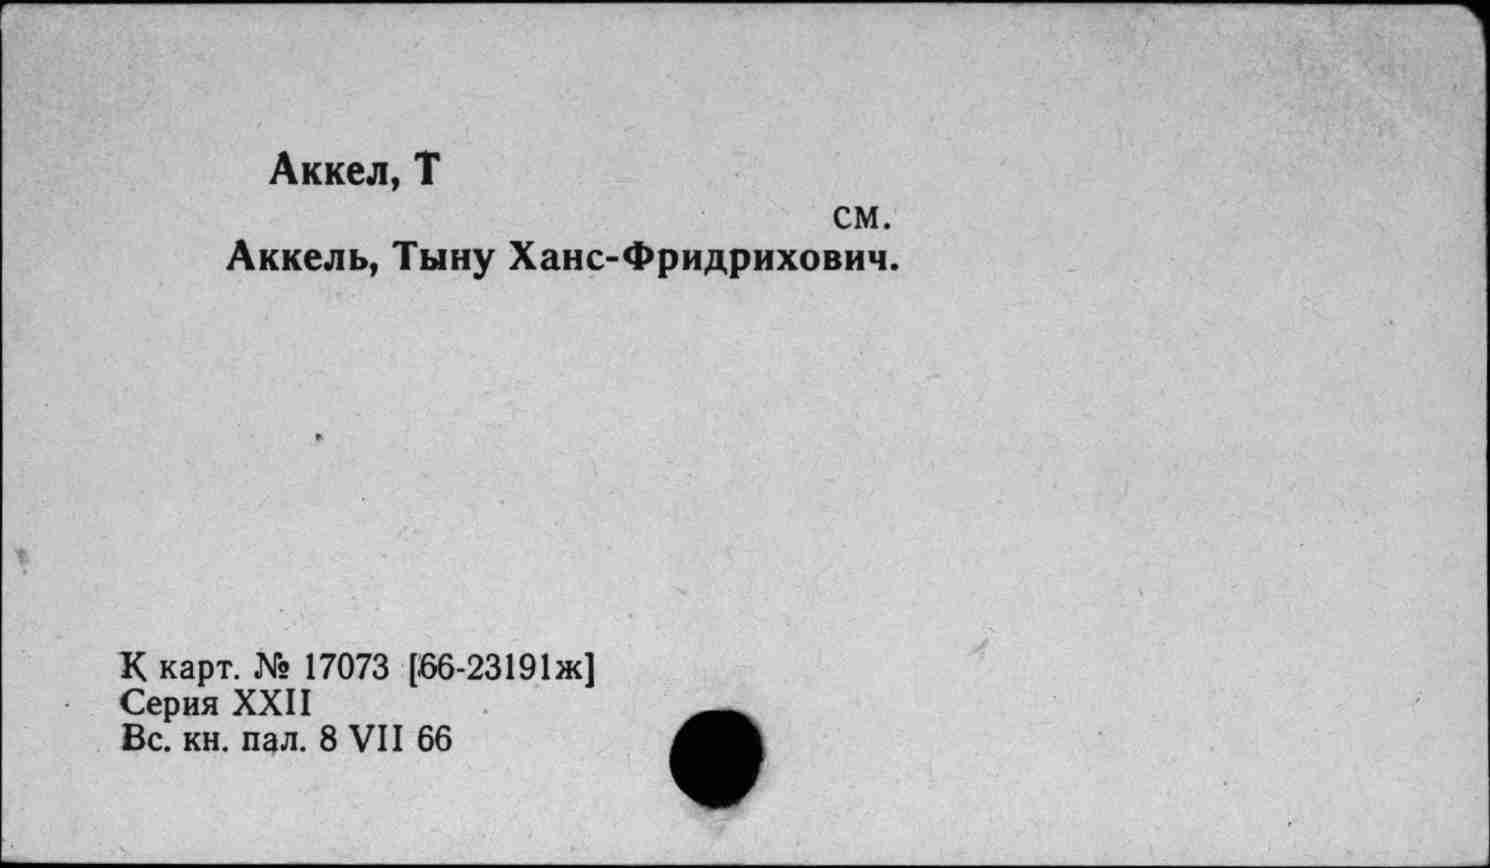 Аккел, Т
см.
Аккель, Тыну Ханс-Фридрихович.
К карт. № 17073 [66-23191ж]
Серия XXII
Вс. кн. пал. 8 VII 66